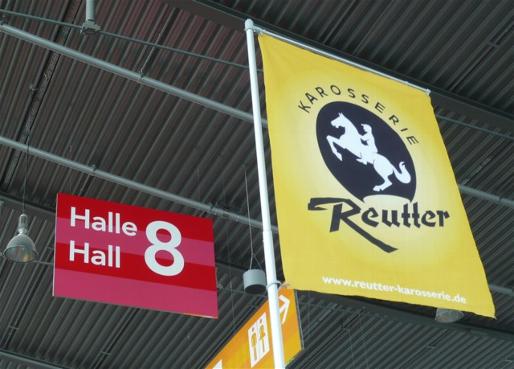 Halle
Hall
8
KAROSSERIE
Reutter
www.reutter-karosserie.de